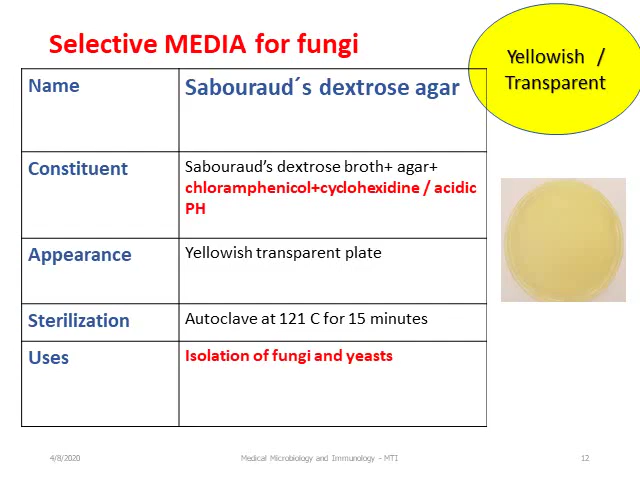 Selective MEDIA for fungi
Yellowish /
Transparent
Name
Sabouraud´s dextrose agar
Constituent
Sabouraud’s dextrose broth+ agar+
chloramphenicol+cyclohexidine / acidic
PH
Appearance
Yellowish transparent plate
Sterilization
Autoclave at 121 C for 15 minutes
Uses
Isolation of fungi and yeasts
4/8/2020
Medical Microbiology and Immunology - MTI
12